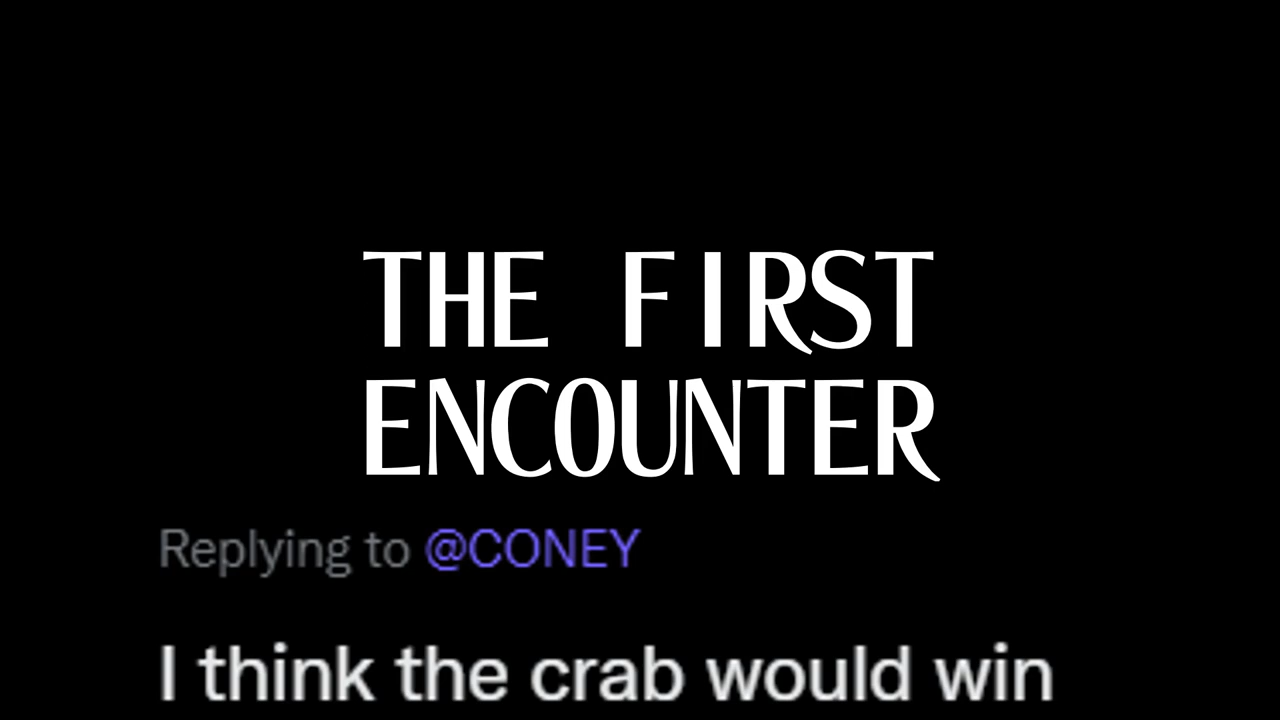 THE FIRST
ENCOUNTER
Replying to @CONEY
I think the crab would win